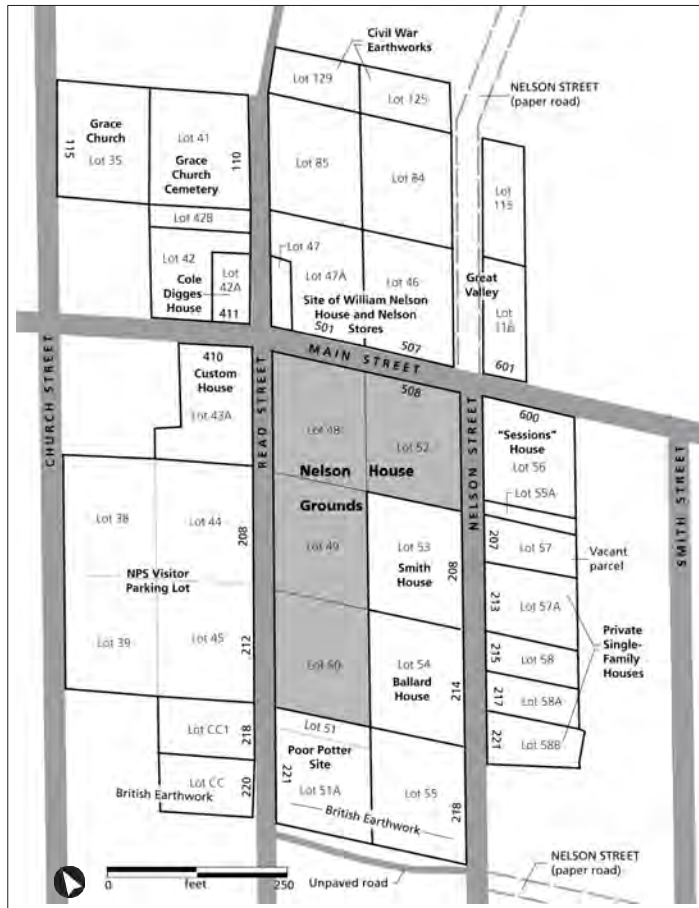 Civil War
Earthworks
Lot 129
Lot 125
NELSON STREET
(paper road)
Grace
Church
115
Lot 35
Lot 41
110
Grace
Church
Cemetery
Lot 85
Lot 84
Lot 42B
Lot 42
Lot 47
Cole
Digges
House
Lot
42A
411
Lot 47A
Lot 46
Site of William Nelson
House and Nelson
Stores
501
507
Great
Valley
601
MAIN STREET
410
Custom
House
Lot 43A
508
600
"Sessions"
House
Lot 56
Lot 55A
CHURCH STREET
READ STREET
NELSON STREET
SMITH STREET
Lot 48
Lot 52
Nelson House
Grounds
Lot 38
Lot 44
208
Lot 49
Lot 53
Smith
House
208
207
Lot 57
Vacant
parcel
NPS Visitor
Parking Lot
213
Lot 57A
Private
Single-
Family
Houses
Lot 39
Lot 45
212
Lot 50
Lot 54
Ballard
House
214
215
Lot 58
217
Lot 58A
221
Lot 58B
Lot CC1
218
Lot 51
Poor Potter
Site
221
Lot CC
220
British Earthwork
Lot 51A
Lot 55
218
British Earthwork
NELSON STREET
(paper road)
0
feet
250
Unpaved road